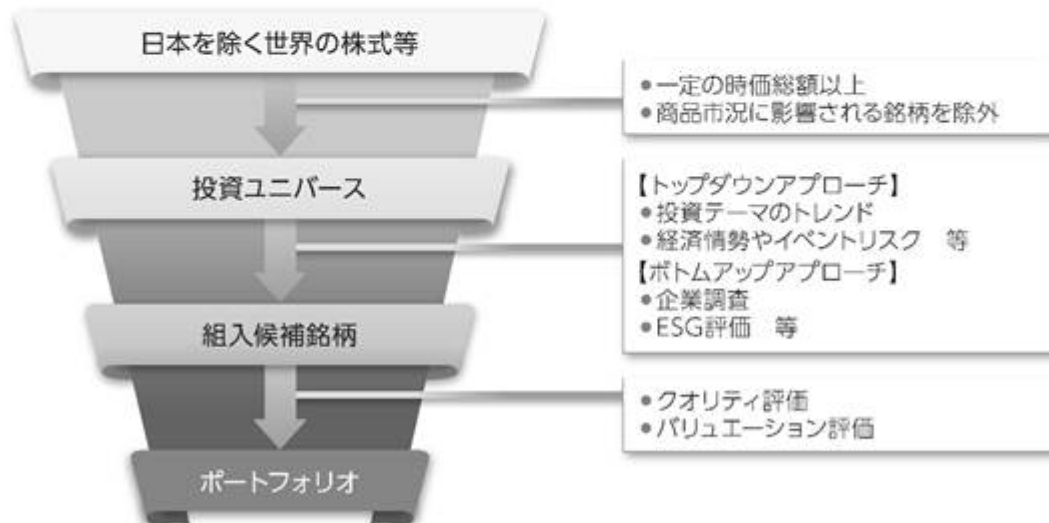 日本を除く世界の株式等
●一定の時価総額以上
●商品市況に影響される銘柄を除外
投資ユニバース
【トップダウンアプローチ】
●投資テーマのトレンド
●経済情勢やイベントリスク　等
【ボトムアップアプローチ】
●企業調査
●ESG評価　等
組入候補銘柄
●クオリティ評価
●バリュエーション評価
ポートフォリオ